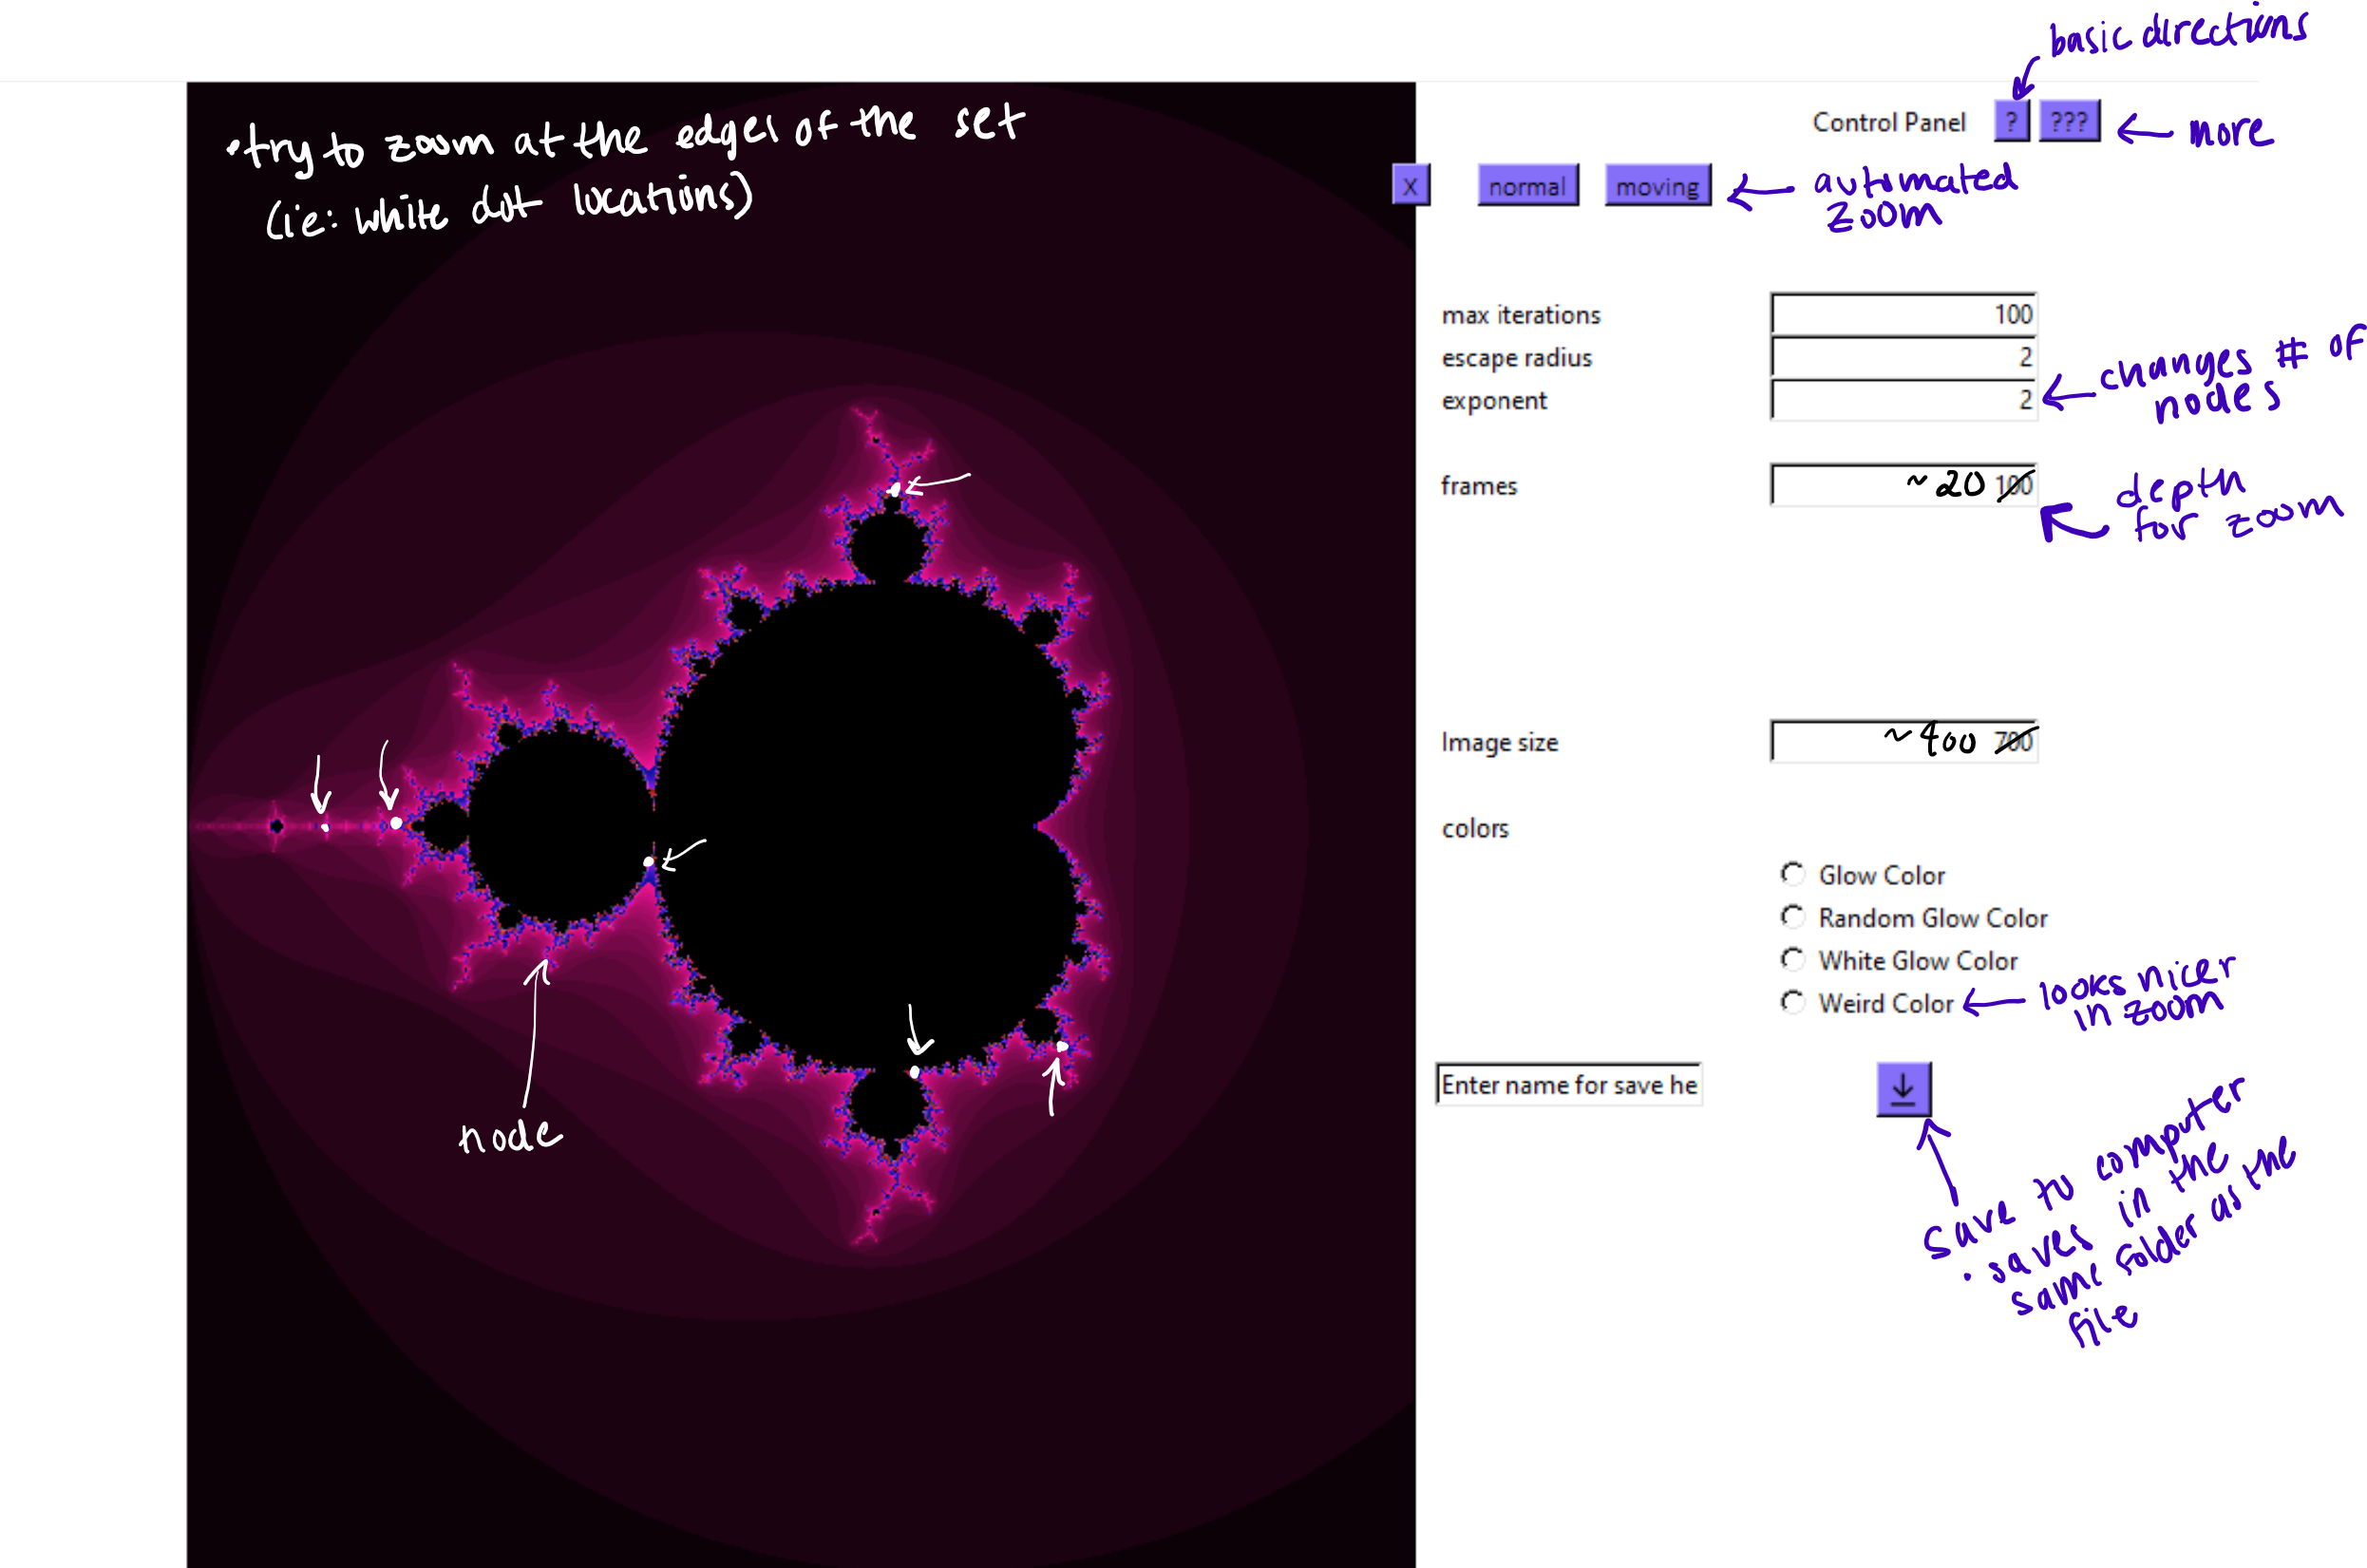 basic directions
•try to zoom at the edges of the set
(ie: white dot locations)
Control Panel ? ???
← more
X normal moving
← automated
zoom
max iterations 100
escape radius 2
exponent 2
← changes # of
nodes
frames ~20 100
depth
for zoom
Image size ~400 700
colors
Glow Color
Random Glow Color
White Glow Color
Weird Color
← looks nicer
in zoom
node
Enter name for save he
Save to computer
• saves in the
same folder as the
file